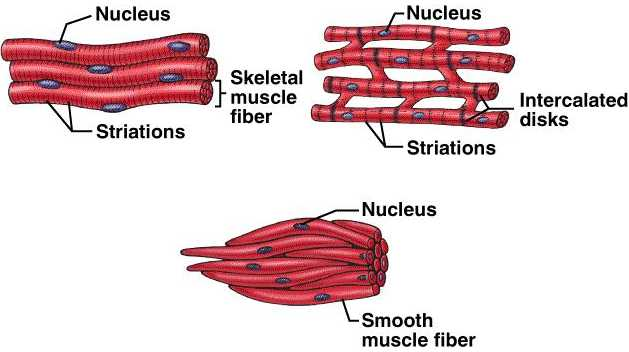 Nucleus
Skeletal
muscle
fiber
Striations
Nucleus
Intercalated
disks
Striations
Nucleus
Smooth
muscle fiber